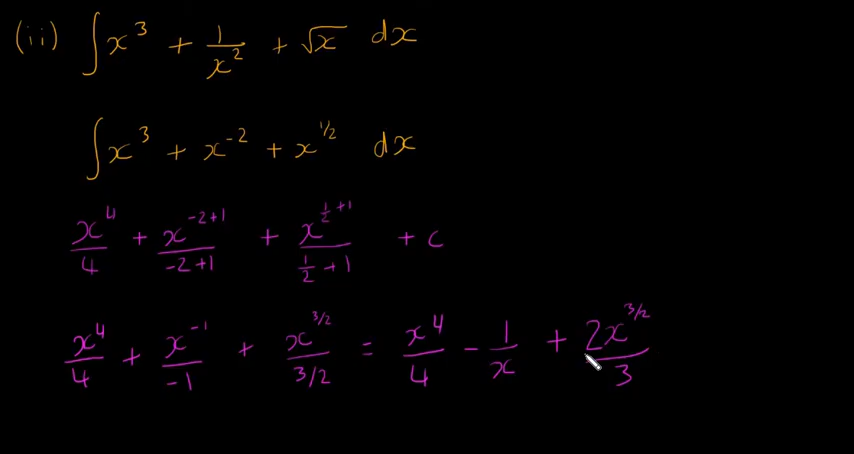 (ii) ∫ x³ + 1/x² + √x dx
∫ x³ + x⁻² + x^(1/2) dx
x⁴/4 + x^(-2+1)/(-2+1) + x^(1/2+1)/(1/2+1) + c
x⁴/4 + x⁻¹/-1 + x^(3/2)/(3/2) = x⁴/4 - 1/x + 2x^(3/2)/3